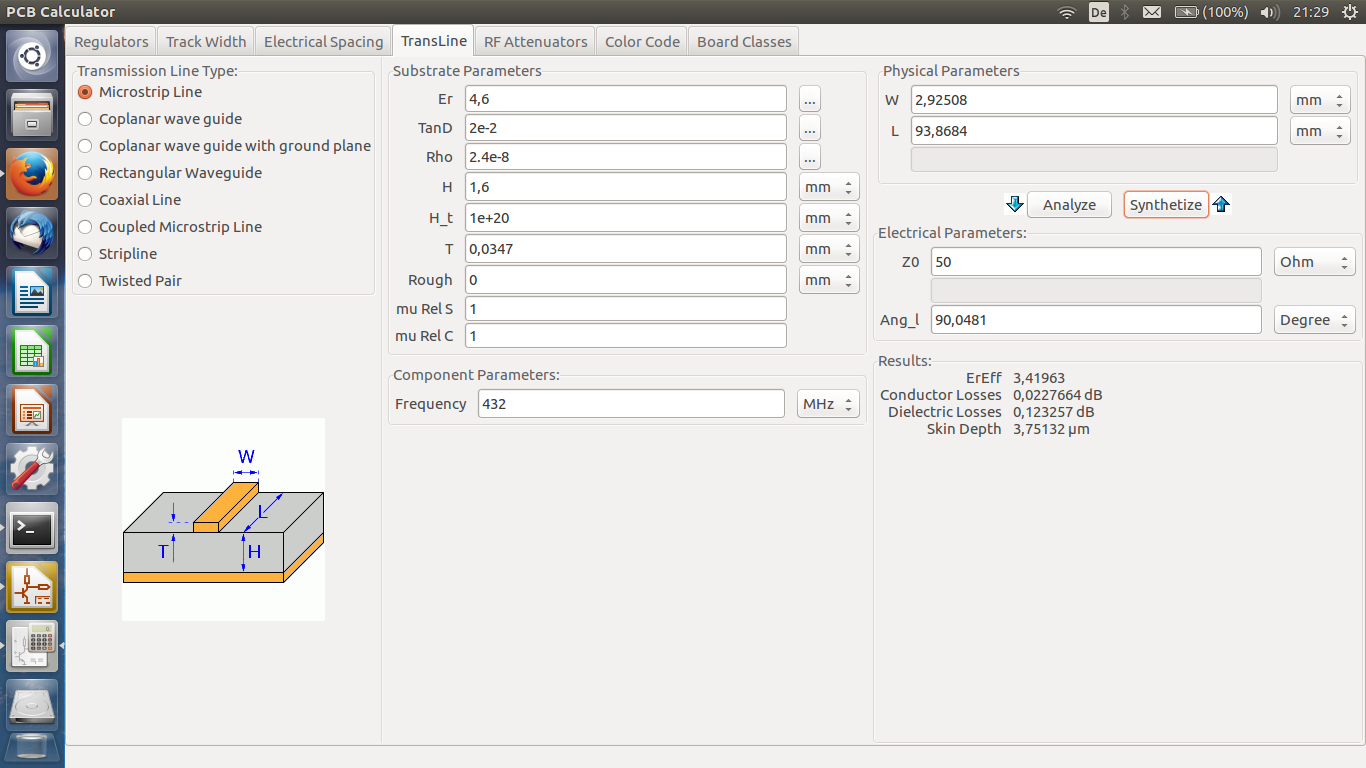 PCB Calculator
De
(100%)
21:29
Regulators Track Width Electrical Spacing TransLine RF Attenuators Color Code Board Classes
Transmission Line Type:
Microstrip Line
Coplanar wave guide
Coplanar wave guide with ground plane
Rectangular Waveguide
Coaxial Line
Coupled Microstrip Line
Stripline
Twisted Pair
W
L
T
H
Substrate Parameters
Er 4,6 ...
TanD 2e-2 ...
Rho 2.4e-8 ...
H 1,6 mm
H_t 1e+20 mm
T 0,0347 mm
Rough 0 mm
mu Rel S 1
mu Rel C 1
Component Parameters:
Frequency 432 MHz
Physical Parameters
W 2,92508 mm
L 93,8684 mm
Analyze Synthetize
Electrical Parameters:
Z0 50 Ohm
Ang_l 90,0481 Degree
Results:
ErEff 3,41963
Conductor Losses 0,0227664 dB
Dielectric Losses 0,123257 dB
Skin Depth 3,75132 µm